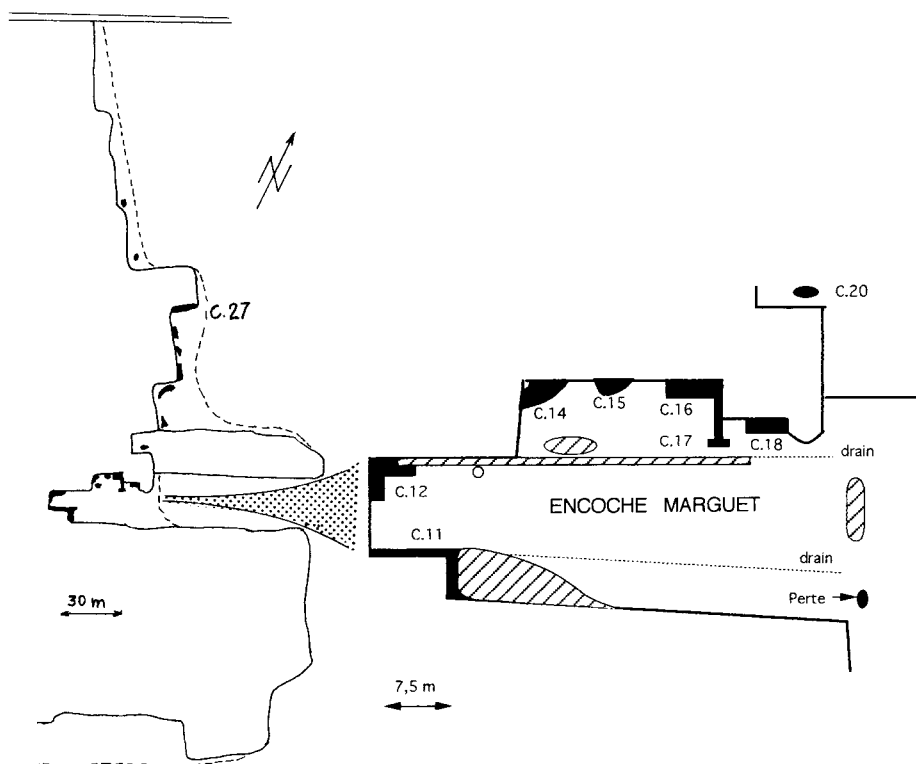 N
C.27
C.20
C.14
C.15
C.16
C.17
C.18
drain
C.12
ENCOCHE MARGUET
C.11
drain
30 m
Perte
7,5 m